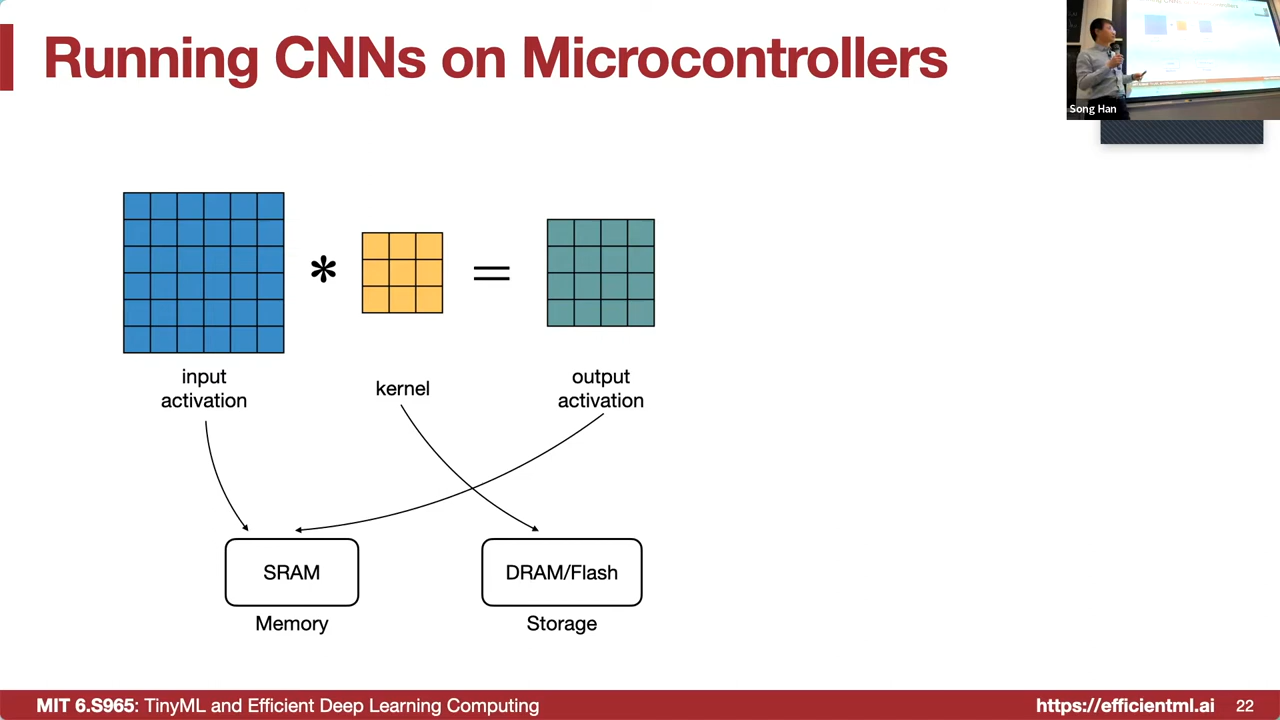 Running CNNs on Microcontrollers
Song Han
*
=
input
activation
kernel
output
activation
SRAM
DRAM/Flash
Memory
Storage
MIT 6.S965: TinyML and Efficient Deep Learning Computing
https://efficientml.ai
22